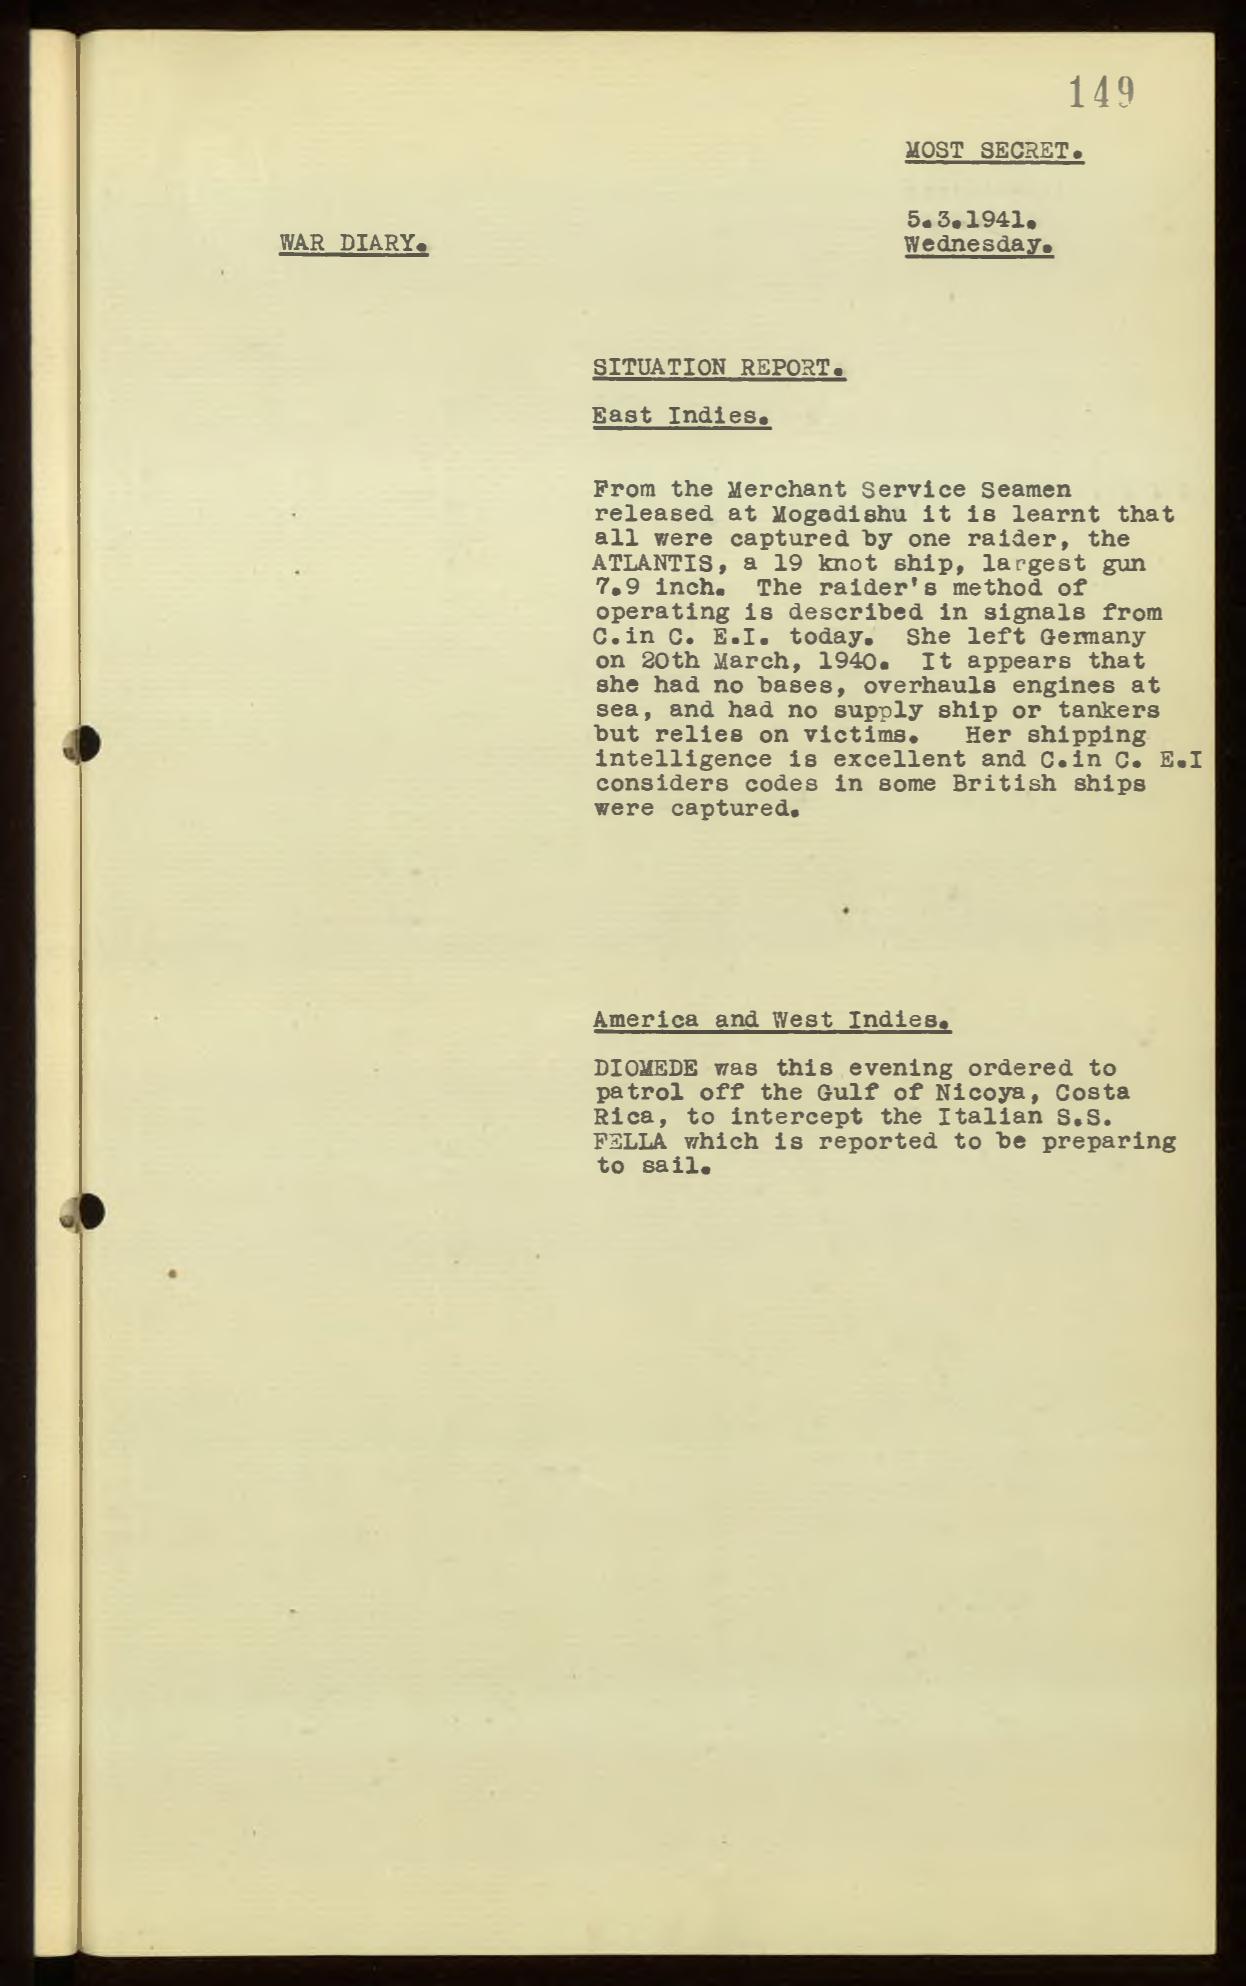 149
MOST SECRET.
5.3.1941.
Wednesday.
WAR DIARY.
SITUATION REPORT.
East Indies.
From the Merchant Service Seamen
released at Mogadishu it is learnt that
all were captured by one raider, the
ATLANTIS, a 19 knot ship, largest gun
7.9 inch. The raider's method of
operating is described in signals from
C.in C. E.I. today. She left Germany
on 20th March, 1940. It appears that
she had no bases, overhauls engines at
sea, and had no supply ship or tankers
but relies on victims. Her shipping
intelligence is excellent and C.in C. E.I
considers codes in some British ships
were captured.
America and West Indies.
DIOMEDE was this evening ordered to
patrol off the Gulf of Nicoya, Costa
Rica, to intercept the Italian S.S.
FELLA which is reported to be preparing
to sail.